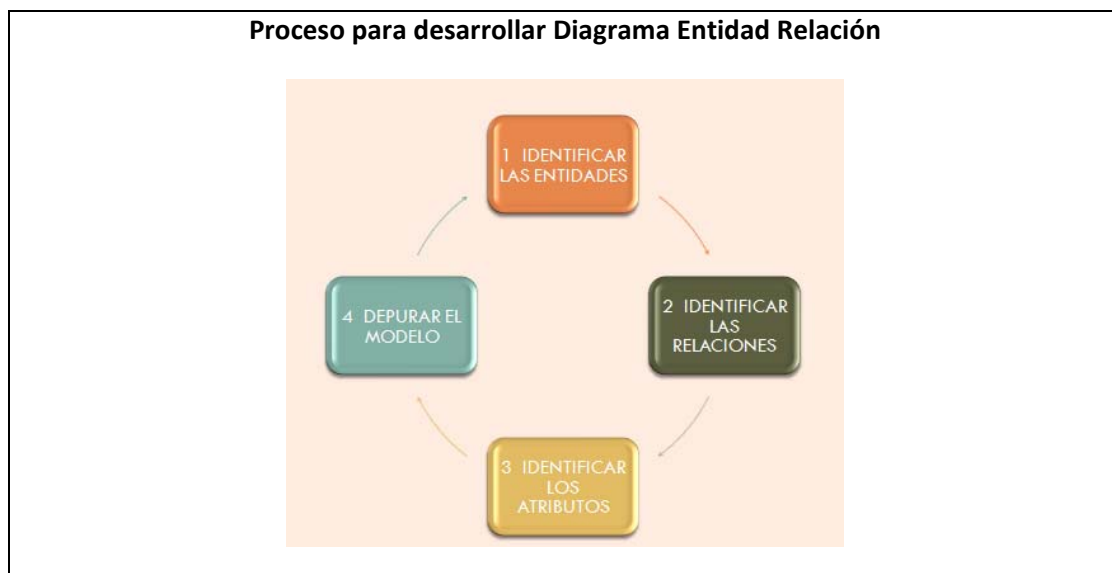 Proceso para desarrollar Diagrama Entidad Relación
1 IDENTIFICAR
LAS ENTIDADES
2 IDENTIFICAR
LAS
RELACIONES
3 IDENTIFICAR
LOS
ATRIBUTOS
4 DEPURAR EL
MODELO